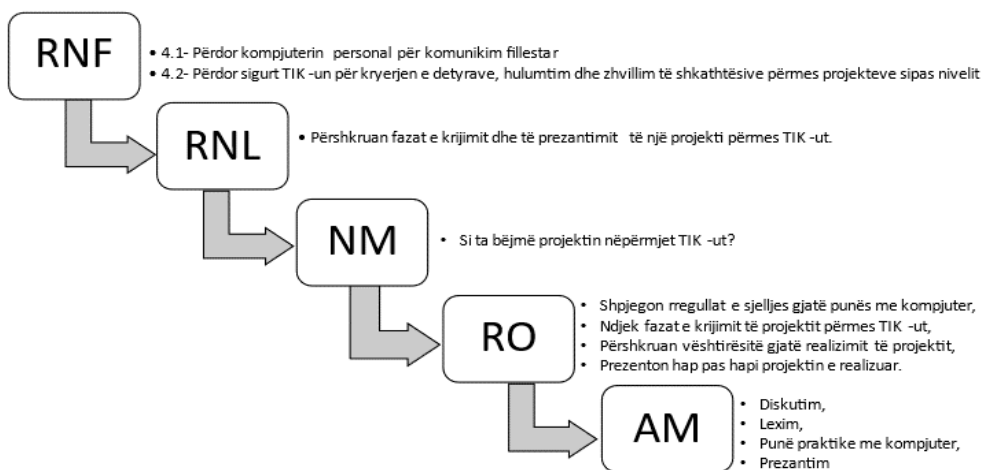 RNF
• 4.1- Përdor kompjuterin personal për komunikim fillestar
• 4.2- Përdor sigurt TIK -un për kryerjen e detyrave, hulumtim dhe zhvillim të shkathtësive përmes projekteve sipas nivelit
RNL
• Përshkruan fazat e krijimit dhe të prezantimit të një projekti përmes TIK -ut.
NM
• Si ta bëjmë projektin nëpërmjet TIK -ut?
RO
• Shpjegon rregullat e sjelljes gjatë punës me kompjuter,
• Ndjek fazat e krijimit të projektit përmes TIK -ut,
• Përshkruan vështirësitë gjatë realizimit të projektit,
• Prezenton hap pas hapi projektin e realizuar.
AM
• Diskutim,
• Lexim,
• Punë praktike me kompjuter,
• Prezantim